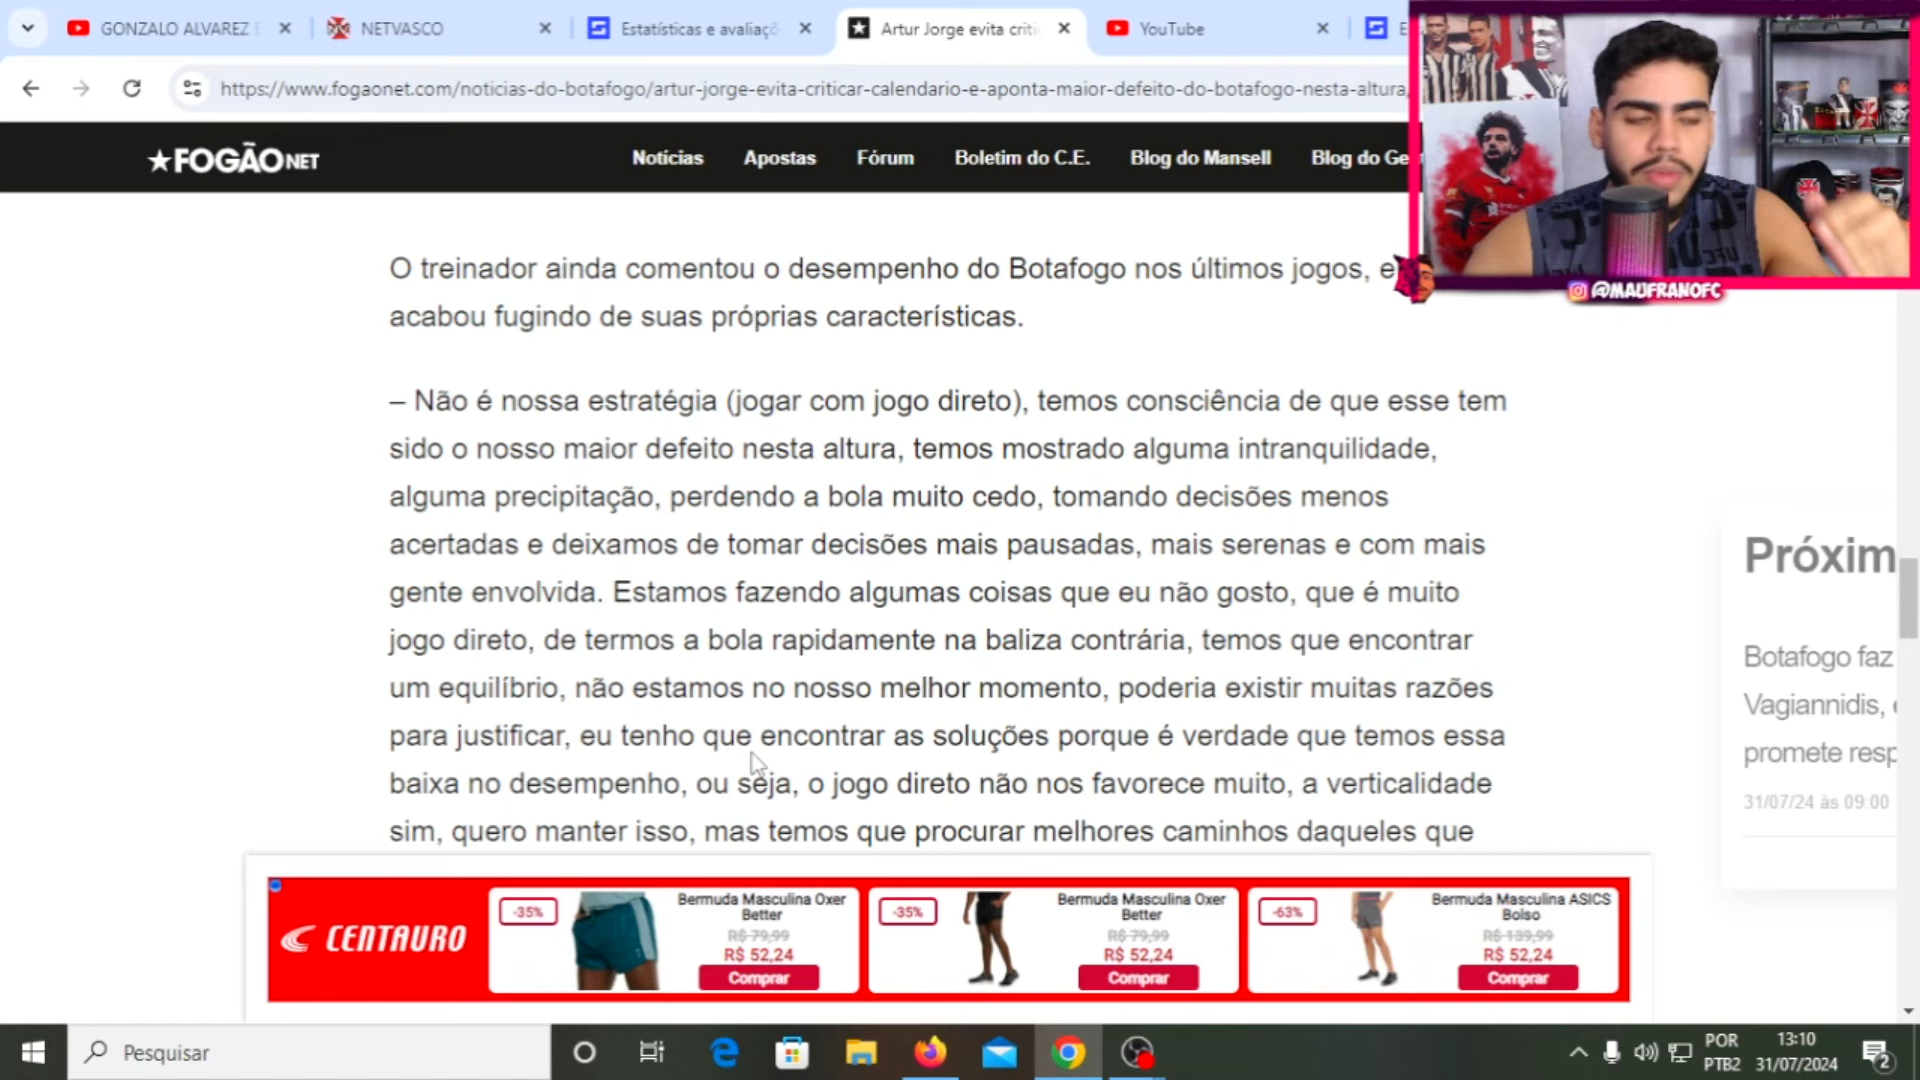 GONZALO ALVAREZ E
NETVASCO
Estatísticas e avaliaçõ
Artur Jorge evita criti
YouTube
E
https://www.fogaonet.com/noticias-do-botafogo/artur-jorge-evita-criticar-calendario-e-aponta-maior-defeito-do-botafogo-nesta-altura/
FOGÃO NET
Notícias
Apostas
Fórum
Boletim do C.E.
Blog do Mansell
Blog do Ge
@MAUFRANOFC
O treinador ainda comentou o desempenho do Botafogo nos últimos jogos, e
acabou fugindo de suas próprias características.
– Não é nossa estratégia (jogar com jogo direto), temos consciência de que esse tem
sido o nosso maior defeito nesta altura, temos mostrado alguma intranquilidade,
alguma precipitação, perdendo a bola muito cedo, tomando decisões menos
acertadas e deixamos de tomar decisões mais pausadas, mais serenas e com mais
gente envolvida. Estamos fazendo algumas coisas que eu não gosto, que é muito
jogo direto, de termos a bola rapidamente na baliza contrária, temos que encontrar
um equilíbrio, não estamos no nosso melhor momento, poderia existir muitas razões
para justificar, eu tenho que encontrar as soluções porque é verdade que temos essa
baixa no desempenho, ou seja, o jogo direto não nos favorece muito, a verticalidade
sim, quero manter isso, mas temos que procurar melhores caminhos daqueles que
Próxim
Botafogo faz
Vagiannidis, e
promete resp
31/07/24 às 09:00
CENTAURO
-35%
Bermuda Masculina Oxer
Better
R$ 79,99
R$ 52,24
Comprar
-35%
Bermuda Masculina Oxer
Better
R$ 79,99
R$ 52,24
Comprar
-63%
Bermuda Masculina ASICS
Bolso
R$ 139,99
R$ 52,24
Comprar
Pesquisar
POR
PTB2
13:10
31/07/2024
2